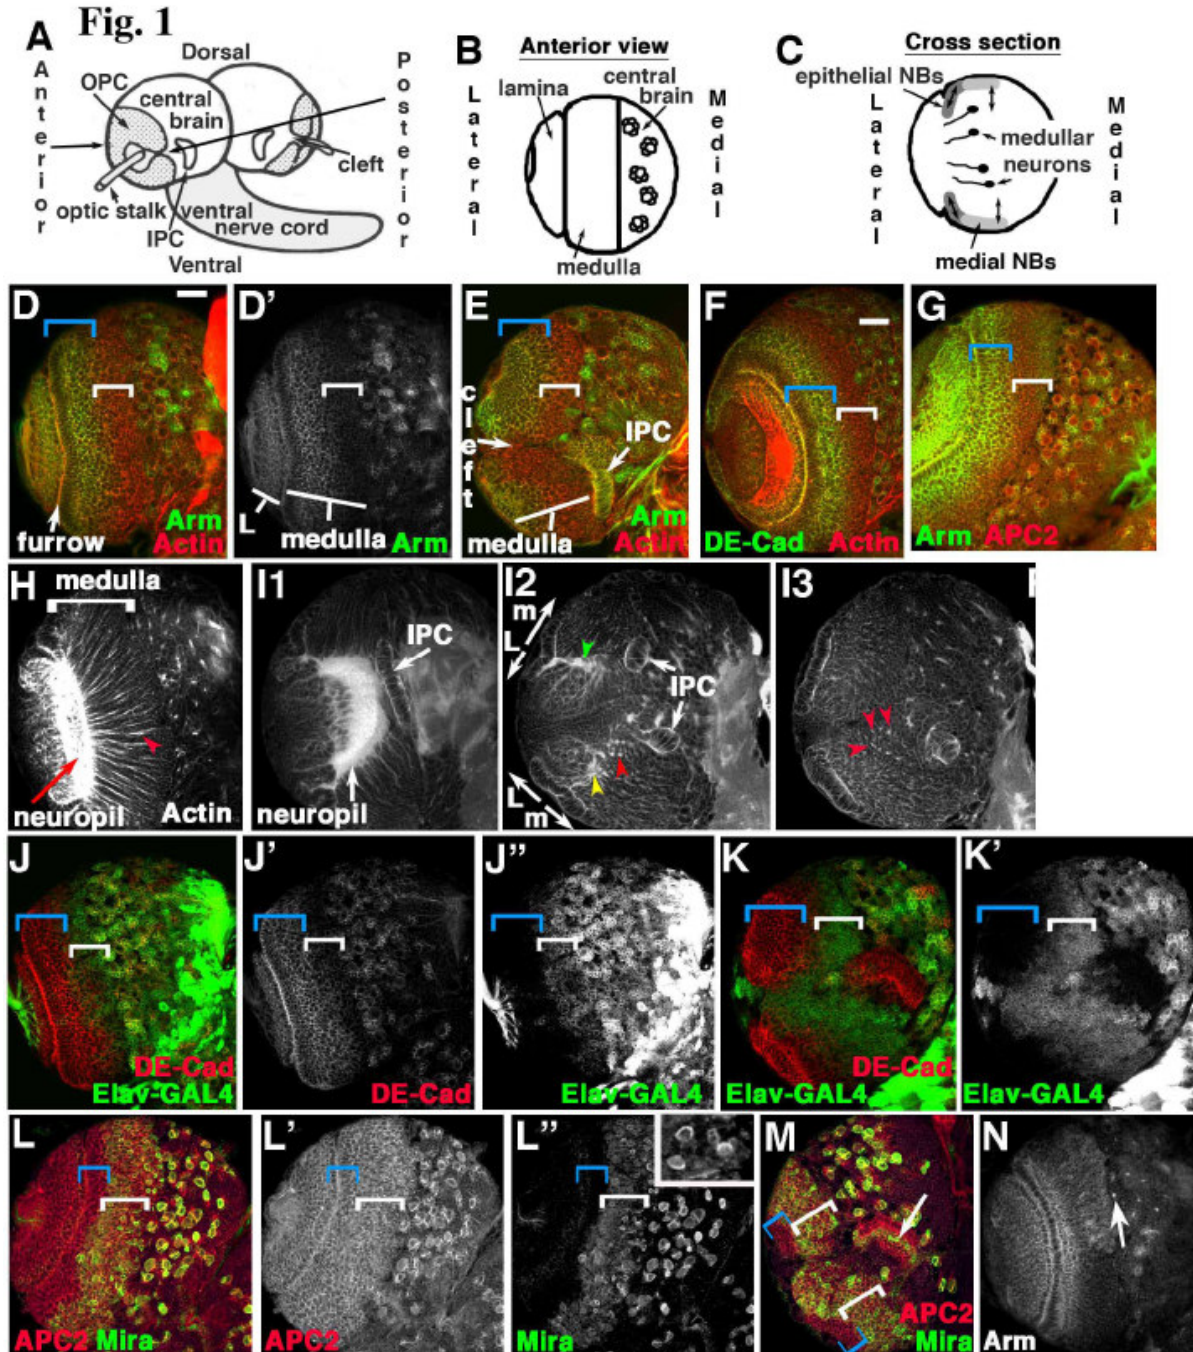 Fig. 1
A
Anterior
Dorsal
Posterior
OPC
central
brain
cleft
optic stalk
ventral
nerve cord
IPC
Ventral
B
Anterior view
Lateral
lamina
central
brain
Medial
medulla
C
Cross section
epithelial NBs
Lateral
medullar
neurons
Medial
medial NBs
D
furrow
Arm
Actin
D'
L
medulla
Arm
E
cleft
IPC
medulla
Arm
Actin
F
DE-Cad
Actin
G
Arm
APC2
H
medulla
neuropil
Actin
I1
IPC
neuropil
I2
m
L
IPC
L
m
I3
J
DE-Cad
Elav-GAL4
J'
DE-Cad
J''
Elav-GAL4
K
DE-Cad
Elav-GAL4
K'
Elav-GAL4
L
APC2 Mira
L'
APC2
L''
Mira
M
APC2
Mira
N
Arm